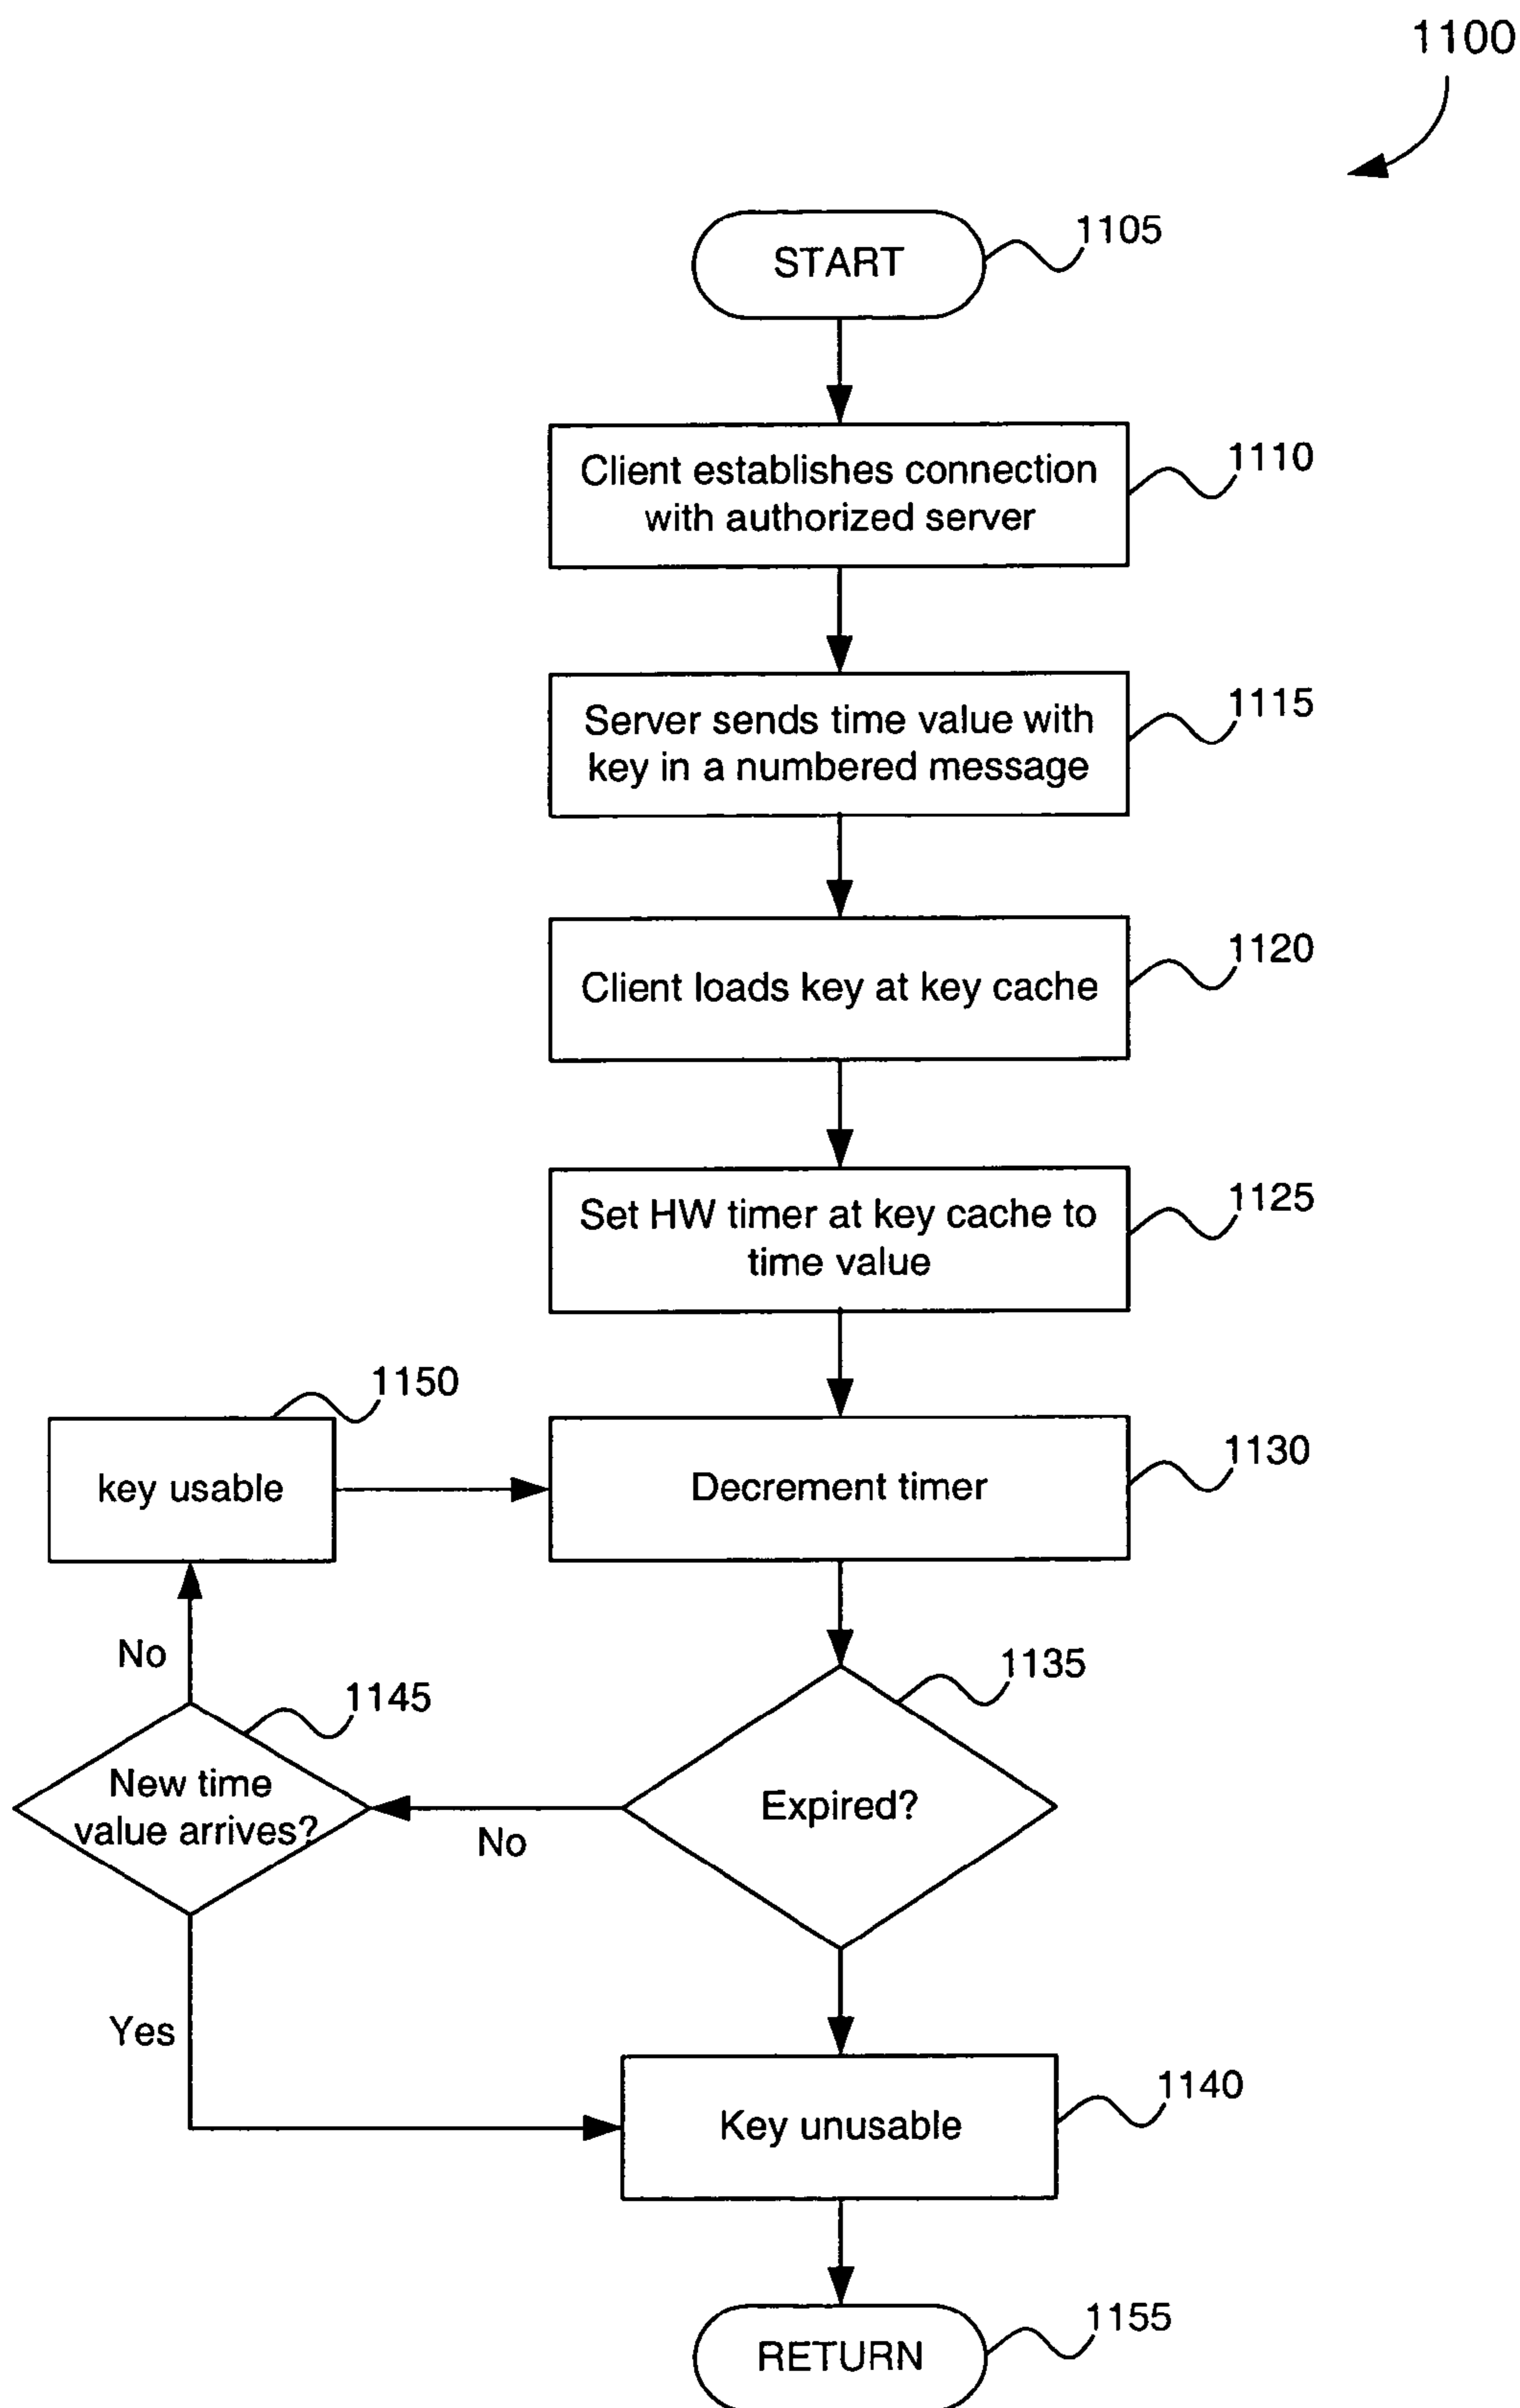 1100
START
1105
Client establishes connection
with authorized server
1110
Server sends time value with
key in a numbered message
1115
Client loads key at key cache
1120
Set HW timer at key cache to
time value
1125
1150
key usable
Decrement timer
1130
No
1135
1145
New time
value arrives?
Expired?
No
Yes
1140
Key unusable
1155
RETURN